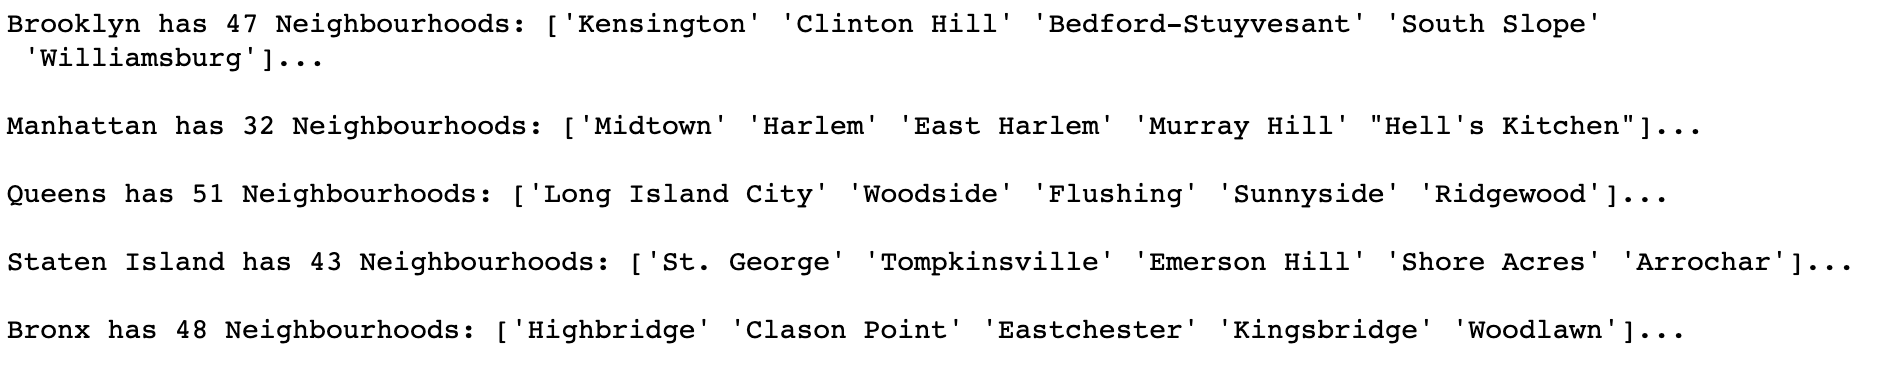 Brooklyn has 47 Neighbourhoods: ['Kensington' 'Clinton Hill' 'Bedford-Stuyvesant' 'South Slope'
 'Williamsburg']...
Manhattan has 32 Neighbourhoods: ['Midtown' 'Harlem' 'East Harlem' 'Murray Hill' "Hell's Kitchen"]...
Queens has 51 Neighbourhoods: ['Long Island City' 'Woodside' 'Flushing' 'Sunnyside' 'Ridgewood']...
Staten Island has 43 Neighbourhoods: ['St. George' 'Tompkinsville' 'Emerson Hill' 'Shore Acres' 'Arrochar']...
Bronx has 48 Neighbourhoods: ['Highbridge' 'Clason Point' 'Eastchester' 'Kingsbridge' 'Woodlawn']...